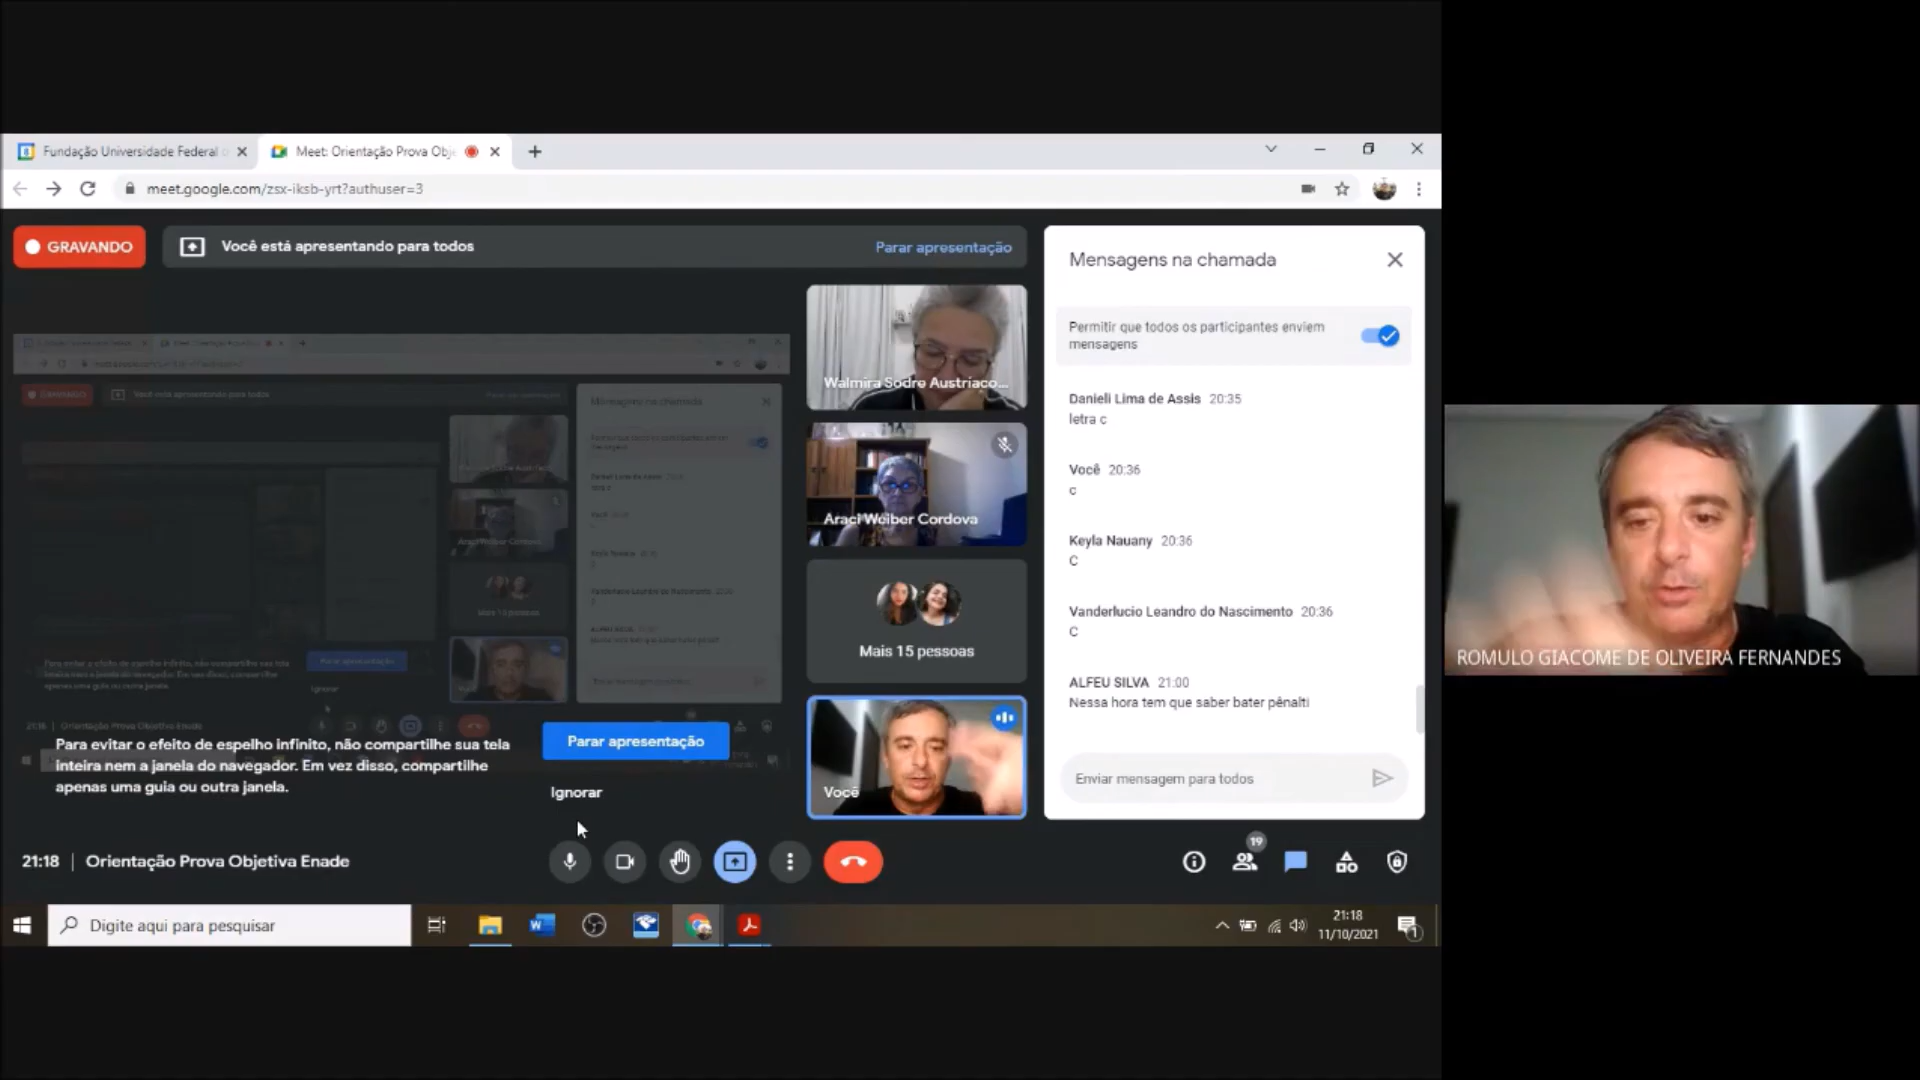 Fundação Universidade Federal
Meet: Orientação Prova Obje
meet.google.com/zsx-iksb-yrt?authuser=3
GRAVANDO
Você está apresentando para todos
Parar apresentação
Mensagens na chamada
Permitir que todos os participantes enviem
mensagens
Danieli Lima de Assis 20:35
letra c
Você 20:36
c
Keyla Nauany 20:36
C
Vanderlucio Leandro do Nascimento 20:36
C
ALFEU SILVA 21:00
Nessa hora tem que saber bater pênalti
Enviar mensagem para todos
Walmira Sodre Austriaco...
Araci Weiber Cordova
Mais 15 pessoas
Você
ROMULO GIACOME DE OLIVEIRA FERNANDES
Para evitar o efeito de espelho infinito, não compartilhe sua tela
inteira nem a janela do navegador. Em vez disso, compartilhe
apenas uma guia ou outra janela.
Parar apresentação
Ignorar
21:18 | Orientação Prova Objetiva Enade
19
Digite aqui para pesquisar
21:18
11/10/2021
1